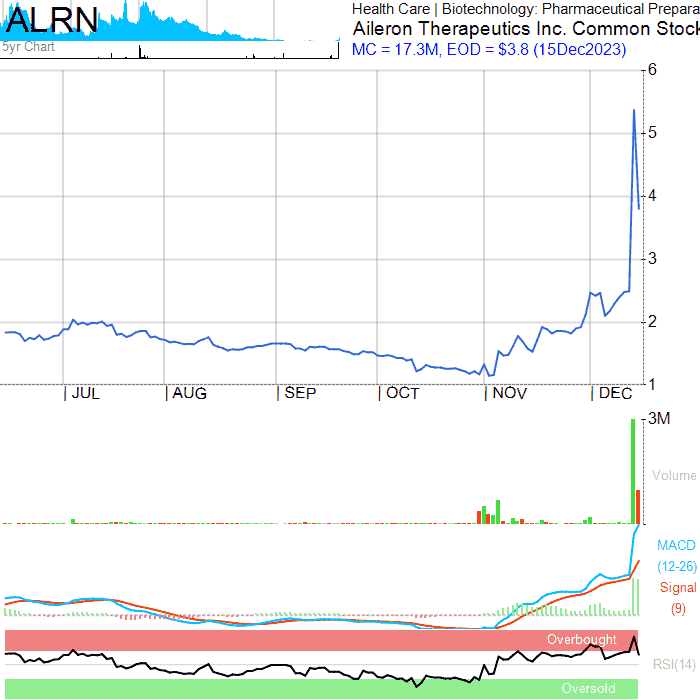 ALRN
5yr Chart
Health Care | Biotechnology: Pharmaceutical Prepara
Aileron Therapeutics Inc. Common Stock
MC = 17.3M, EOD = $3.8 (15Dec2023)
6
5
4
3
2
1
JUL AUG SEP OCT NOV DEC
3M
Volume
MACD
(12-26)
Signal
(9)
Overbought
RSI(14)
Oversold